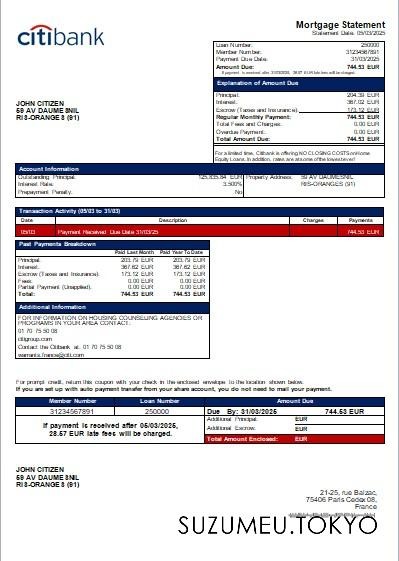 citibank
Mortgage Statement
Statement Date: 05/03/2025
Loan Number: 250000
Member Number: 31234567891
Payment Due Date: 31/03/2025
Amount Due: 744.53 EUR
If payment is received after 31/03/2025, 28.57 EUR late fees will be charged.
Explanation of Amount Due
Principal: 204.39 EUR
Interest: 367.02 EUR
Escrow (Taxes and Insurance): 173.12 EUR
Regular Monthly Payment: 744.53 EUR
Total Fees and Charges: 0.00 EUR
Overdue Payment: 0.00 EUR
Total Amount Due: 744.53 EUR
For a limited time, Citibank is offering NO CLOSING COSTS on Home
Equity Loans. In addition, rates are at one of the lowest ever!
JOHN CITIZEN
59 AV DAUMESNIL
RIS-ORANGES (91)
Account Information
Outstanding Principal: 125,835.84 EUR Property Address: 59 AV DAUMESNIL
Interest Rate: 3.500% RIS-ORANGES (91)
Prepayment Penalty: No
Transaction Activity (05/03 to 31/03)
Date Description Charges Payments
05/03 Payment Received Due Date 31/03/25 744.53 EUR
Past Payments Breakdown
Paid Last Month Paid Year To Date
Principal: 203.79 EUR 203.79 EUR
Interest: 367.62 EUR 367.62 EUR
Escrow (Taxes and Insurance): 173.12 EUR 173.12 EUR
Fees: 0.00 EUR 0.00 EUR
Partial Payment (Unapplied): 0.00 EUR 0.00 EUR
Total: 744.53 EUR 744.53 EUR
Additional Information
FOR INFORMATION ON HOUSING COUNSELING AGENCIES OR
PROGRAMS IN YOUR AREA CONTACT:
01 70 75 50 08
citigroup.com
Contact the Citibank at. 01 70 75 50 08
warrants.france@citi.com
For prompt credit, return this coupon with your check in the enclosed envelope to the location shown below.
If you are set up with auto payment transfer from your share account, you do not need to mail your payment.
Member Number Loan Number Amount Due
31234567891 250000 Due By: 31/03/2025 744.53 EUR
If payment is received after 05/03/2025,
28.57 EUR late fees will be charged.
Additional Principal: EUR
Additional Escrow: EUR
Total Amount Enclosed: EUR
JOHN CITIZEN
59 AV DAUMESNIL
RIS-ORANGES (91)
21-25, rue Balzac,
75406 Paris Cedex 08,
France
SUZUMEU.TOKYO